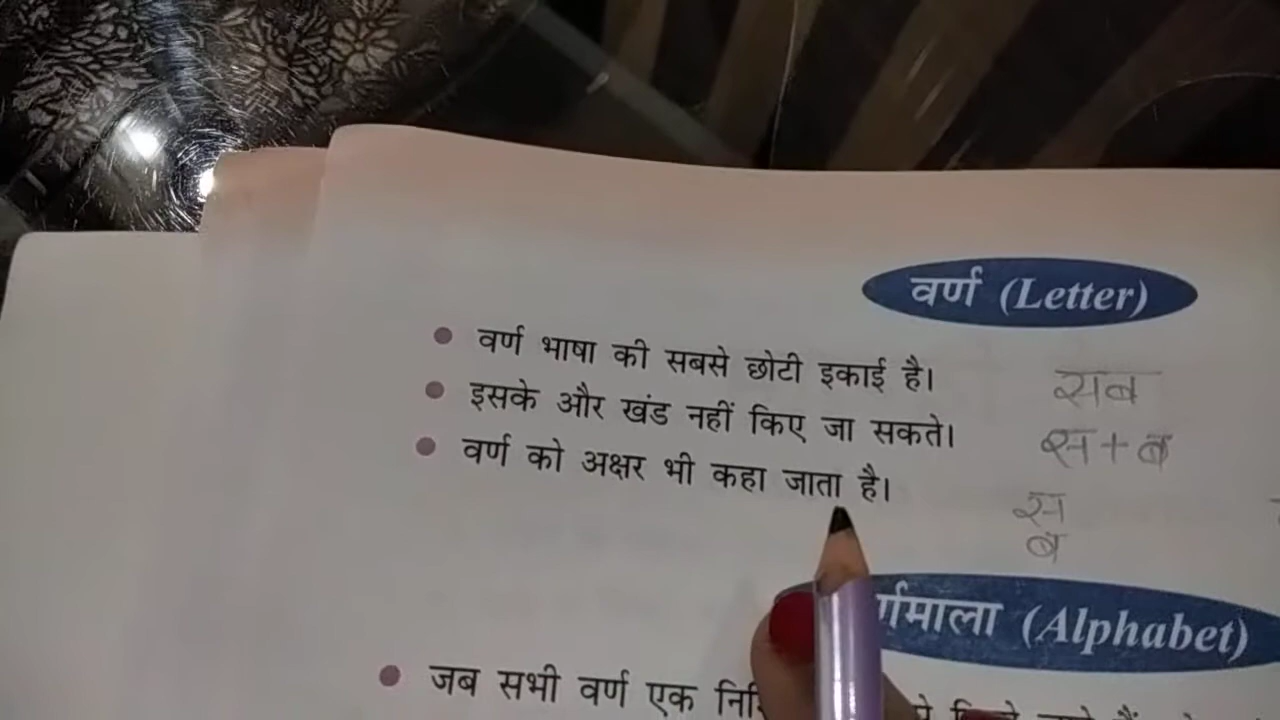 वर्ण (Letter)
वर्ण भाषा की सबसे छोटी इकाई है।
इसके और खंड नहीं किए जा सकते।
वर्ण को अक्षर भी कहा जाता है।
सब
स + ब
स
ब
(Alphabet)
जब सभी वर्ण एक